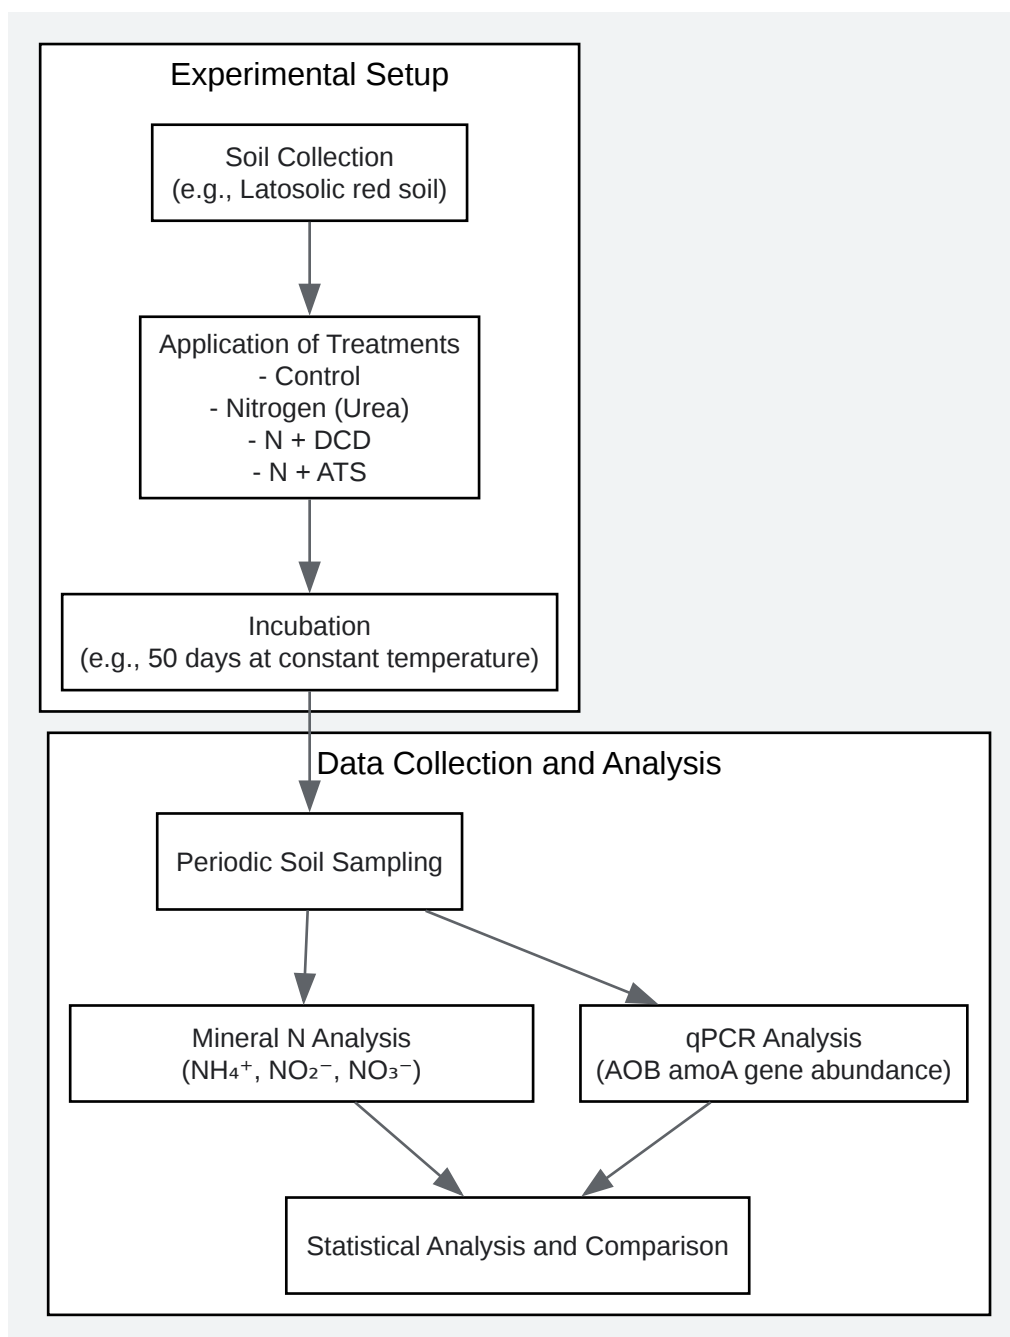 Experimental Setup
Soil Collection
(e.g., Latosolic red soil)
Application of Treatments
- Control
- Nitrogen (Urea)
- N + DCD
- N + ATS
Incubation
(e.g., 50 days at constant temperature)
Data Collection and Analysis
Periodic Soil Sampling
Mineral N Analysis
(NH₄⁺, NO₂⁻, NO₃⁻)
qPCR Analysis
(AOB amoA gene abundance)
Statistical Analysis and Comparison